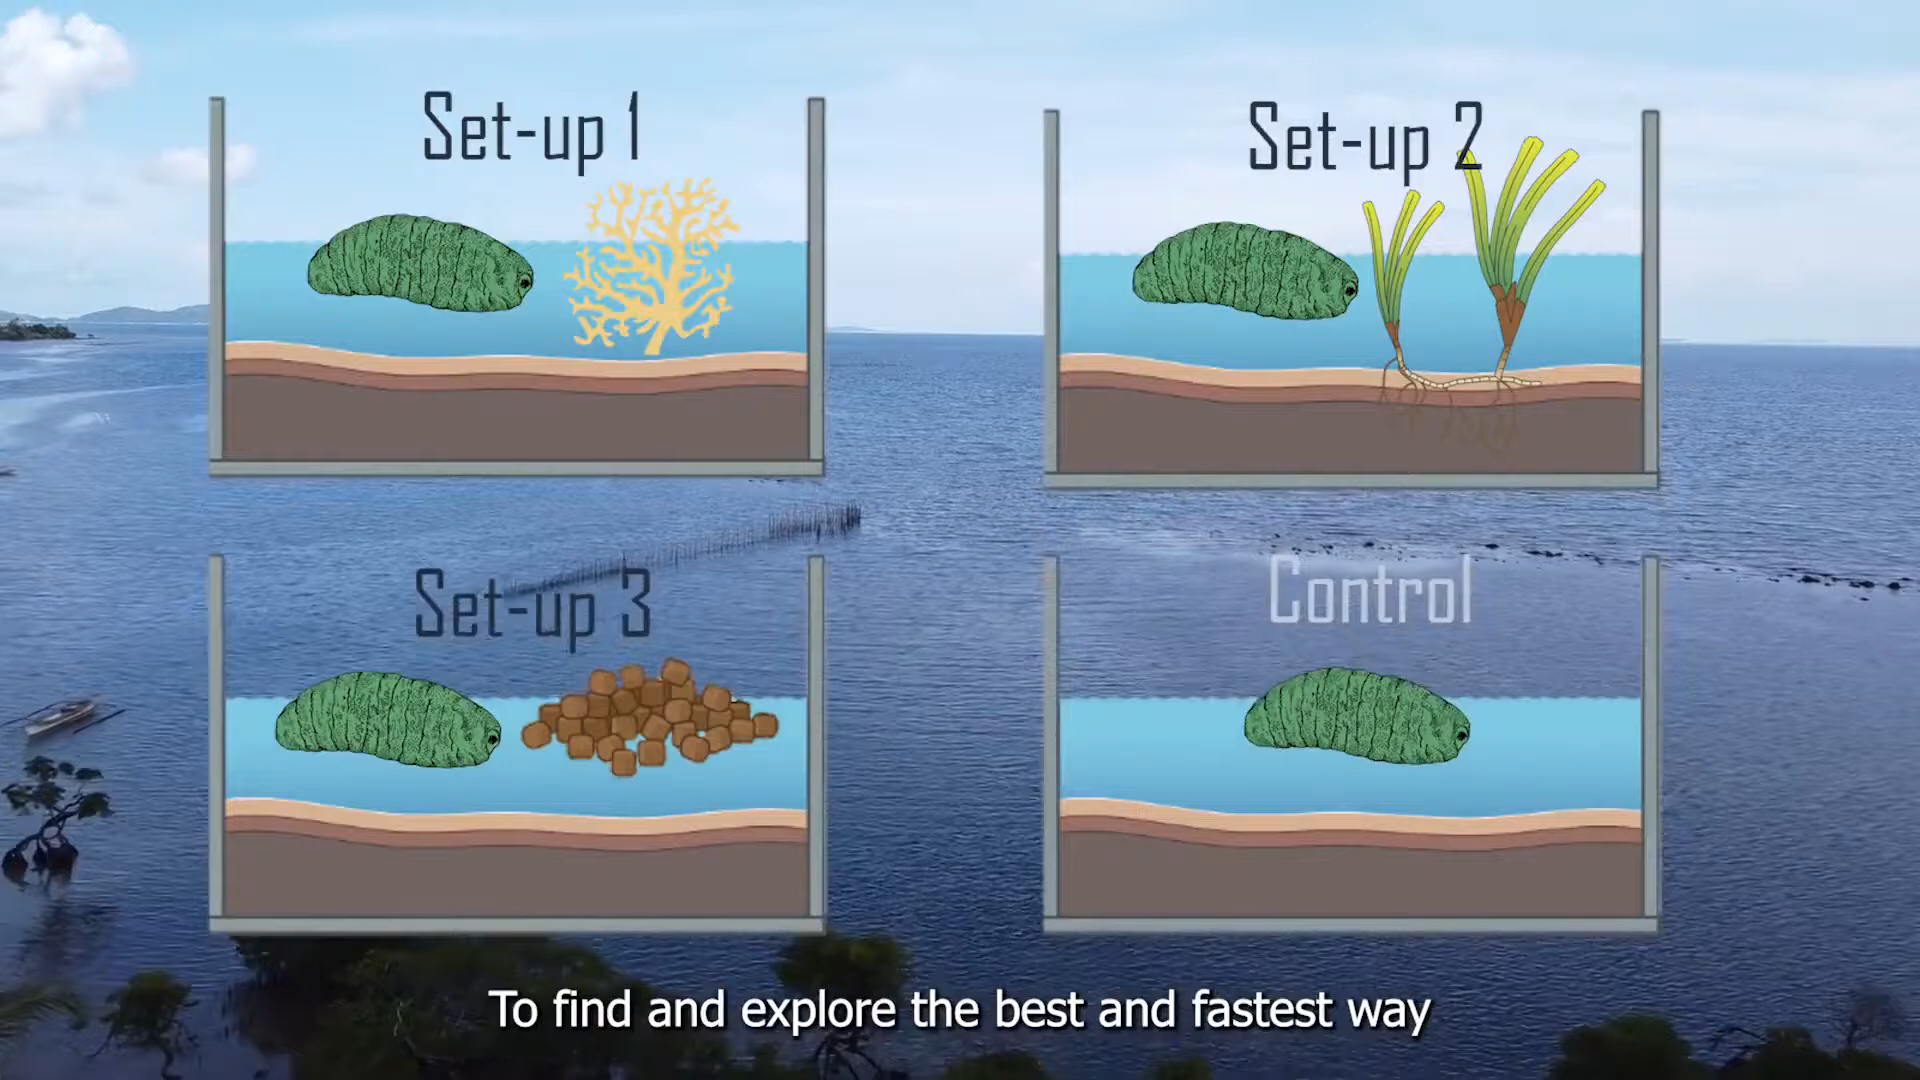 Set-up 1
Set-up 2
Set-up 3
Control
To find and explore the best and fastest way